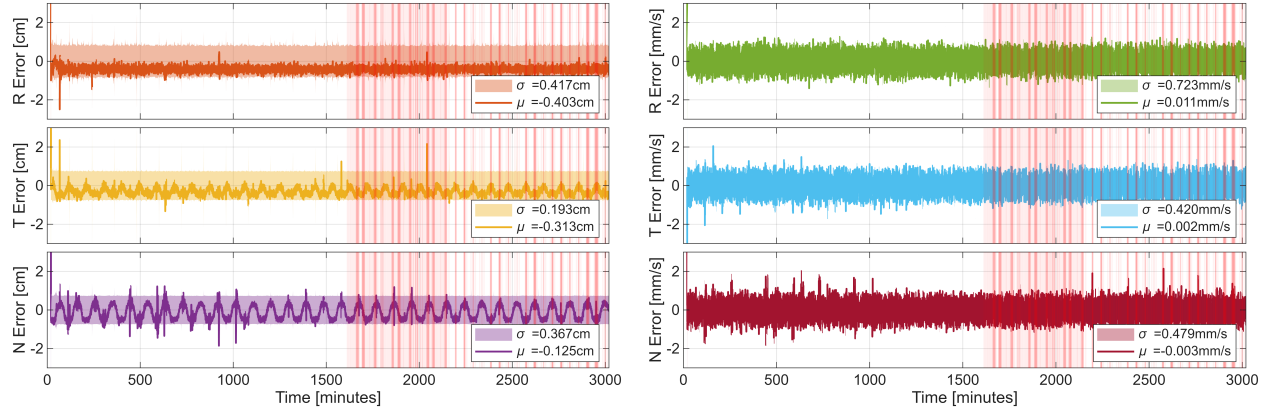 R Error [cm]
2
0
-2
σ =0.417cm
μ =-0.403cm
T Error [cm]
2
0
-2
σ =0.193cm
μ =-0.313cm
N Error [cm]
2
0
-2
σ =0.367cm
μ =-0.125cm
0 500 1000 1500 2000 2500 3000
Time [minutes]
R Error [mm/s]
2
0
-2
σ =0.723mm/s
μ =0.011mm/s
T Error [mm/s]
2
0
-2
σ =0.420mm/s
μ =0.002mm/s
N Error [mm/s]
2
0
-2
σ =0.479mm/s
μ =-0.003mm/s
0 500 1000 1500 2000 2500 3000
Time [minutes]